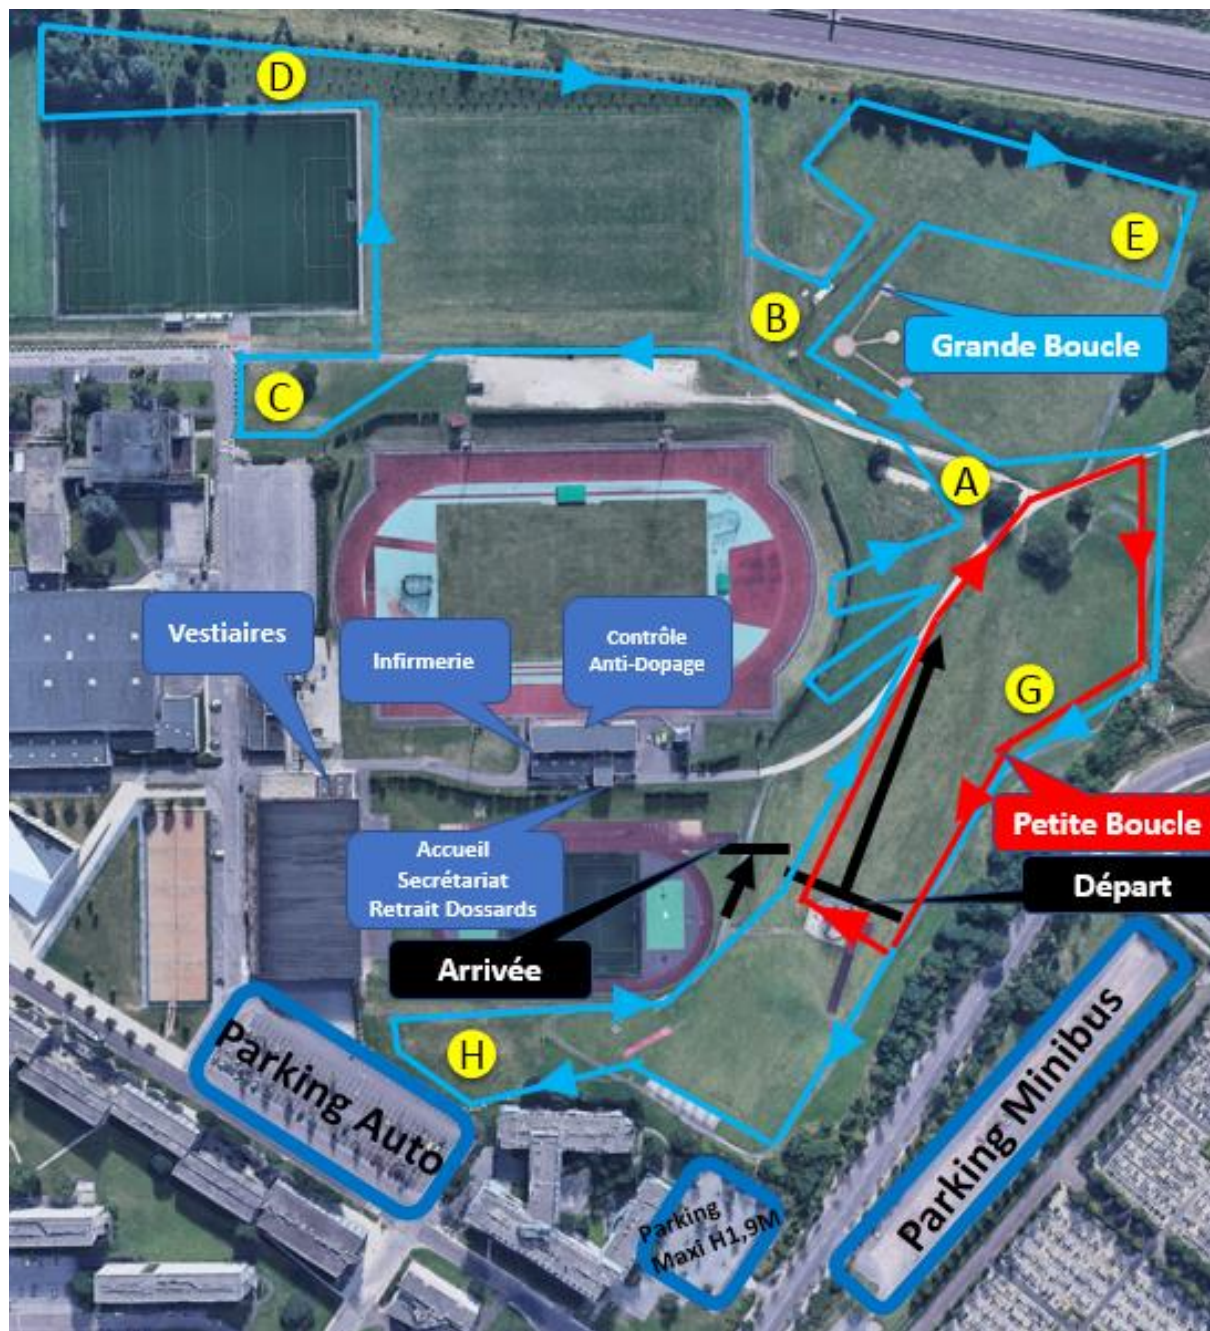 D
E
B
Grande Boucle
C
A
Vestiaires
Infirmerie
Contrôle
Anti-Dopage
G
Petite Boucle
Accueil
Secrétariat
Retrait Dossards
Départ
Arrivée
H
Parking Auto
Parking Minibus
Parking
Maxi H1,9M